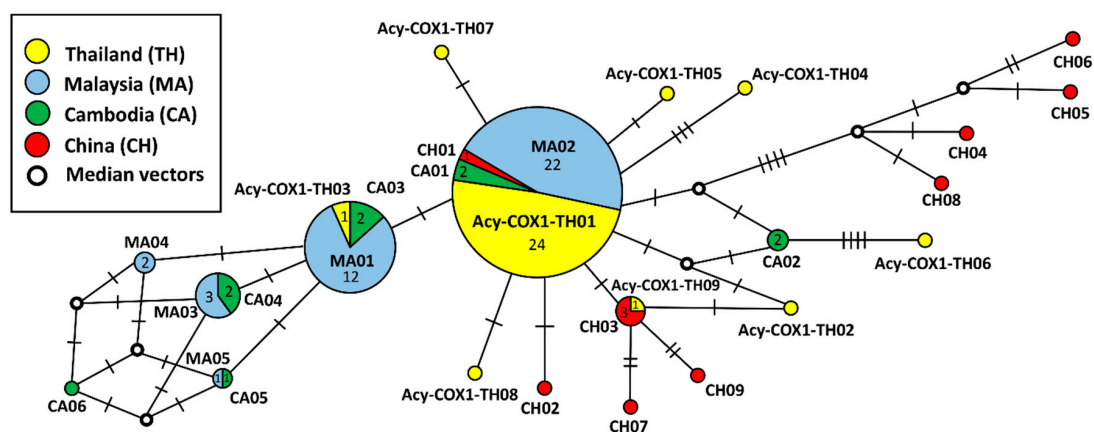 Thailand (TH)
Malaysia (MA)
Cambodia (CA)
China (CH)
Median vectors
Acy-COX1-TH07
Acy-COX1-TH05
Acy-COX1-TH04
CH06
CH05
CH04
CH08
MA02
22
CH01
1
CA01
2
Acy-COX1-TH01
24
Acy-COX1-TH03
CA03
1
2
MA01
12
MA04
2
MA03
3
2
CA04
MA05
1
1
CA05
CA06
2
CA02
Acy-COX1-TH06
Acy-COX1-TH09
3
1
CH03
Acy-COX1-TH02
Acy-COX1-TH08
CH02
CH07
CH09